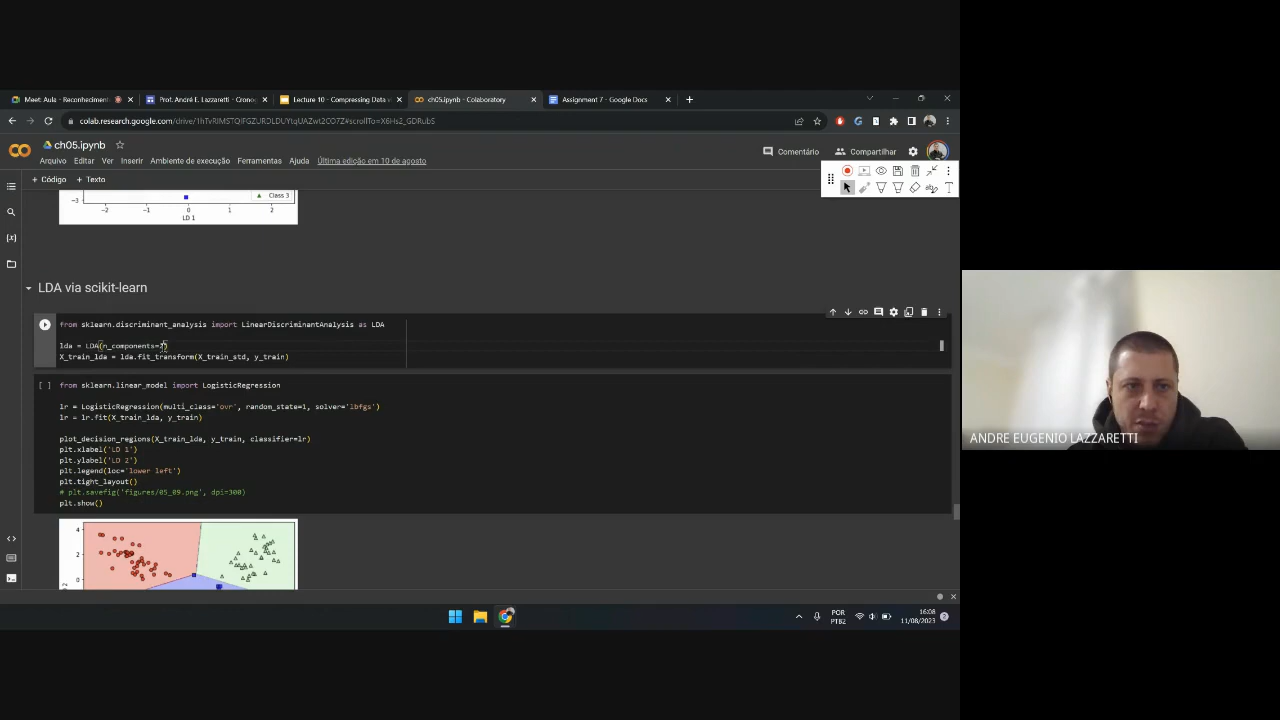 Meet: Aula - Reconhecimen
Prof. André E. Lazzaretti - Crono
Lecture 10 - Compressing Data v
ch05.ipynb - Colaboratory
Assignment 7 - Google Docs
ch05.ipynb
Comentário
Compartilhar
Arquivo Editar Ver Inserir Ambiente de execução Ferramentas Ajuda Última edição em 10 de agosto
+ Código + Texto
−3
Class 3
−2 −1 0 1 2
LD 1
LDA via scikit-learn
from sklearn.discriminant_analysis import LinearDiscriminantAnalysis as LDA
lda = LDA(n_components=2)
X_train_lda = lda.fit_transform(X_train_std, y_train)
[ ] from sklearn.linear_model import LogisticRegression
lr = LogisticRegression(multi_class='ovr', random_state=1, solver='lbfgs')
lr = lr.fit(X_train_lda, y_train)
plot_decision_regions(X_train_lda, y_train, classifier=lr)
plt.xlabel('LD 1')
plt.ylabel('LD 2')
plt.legend(loc='lower left')
plt.tight_layout()
# plt.savefig('figures/05_09.png', dpi=300)
plt.show()
4
2
0
ANDRE EUGENIO LAZZARETTI
POR
PTB2
16:08
11/08/2023